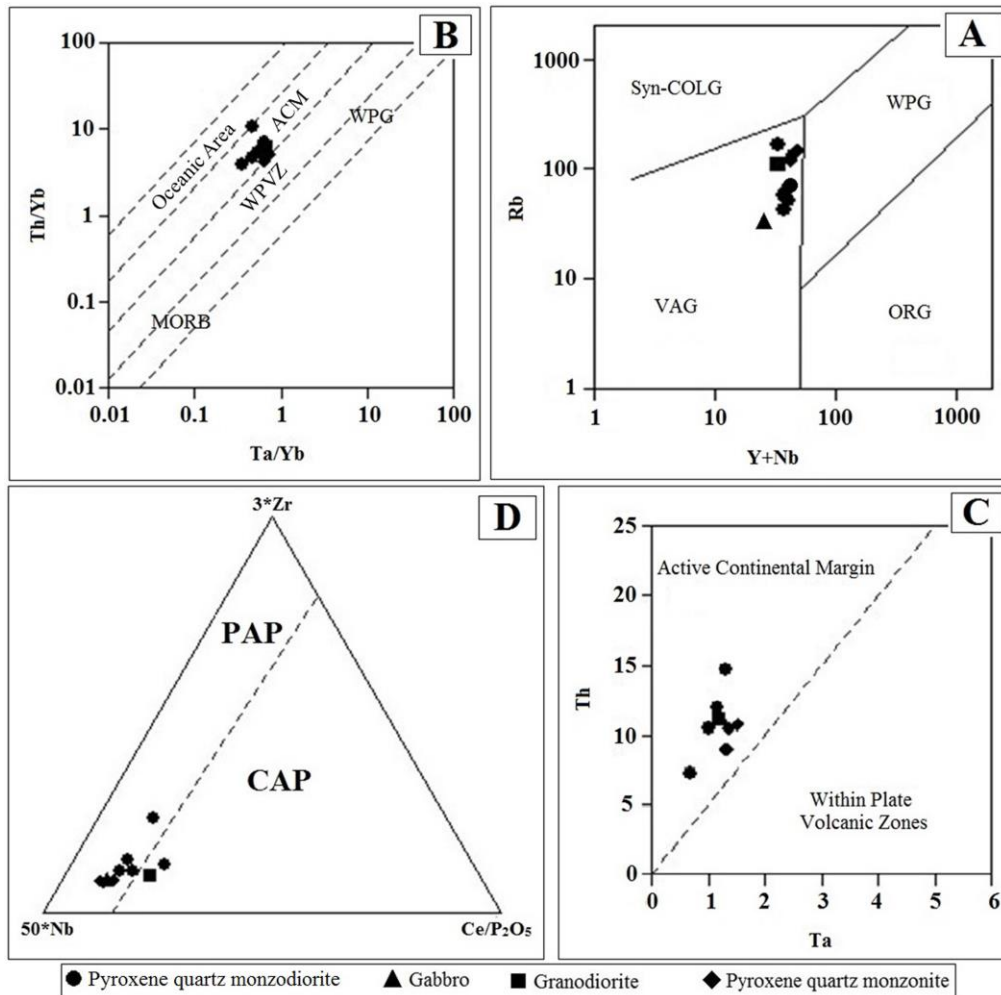 B
100
10
1
0.1
0.01
Th/Yb
Oceanic Area
ACM
WPVZ
WPG
MORB
0.01
0.1
1
10
100
Ta/Yb
A
1000
100
10
1
Rb
Syn-COLG
WPG
VAG
ORG
1
10
100
1000
Y+Nb
D
3*Zr
PAP
CAP
50*Nb
Ce/P₂O₅
C
25
20
15
10
5
0
Th
Active Continental Margin
Within Plate
Volcanic Zones
0
1
2
3
4
5
6
Ta
Pyroxene quartz monzodiorite
Gabbro
Granodiorite
Pyroxene quartz monzonite